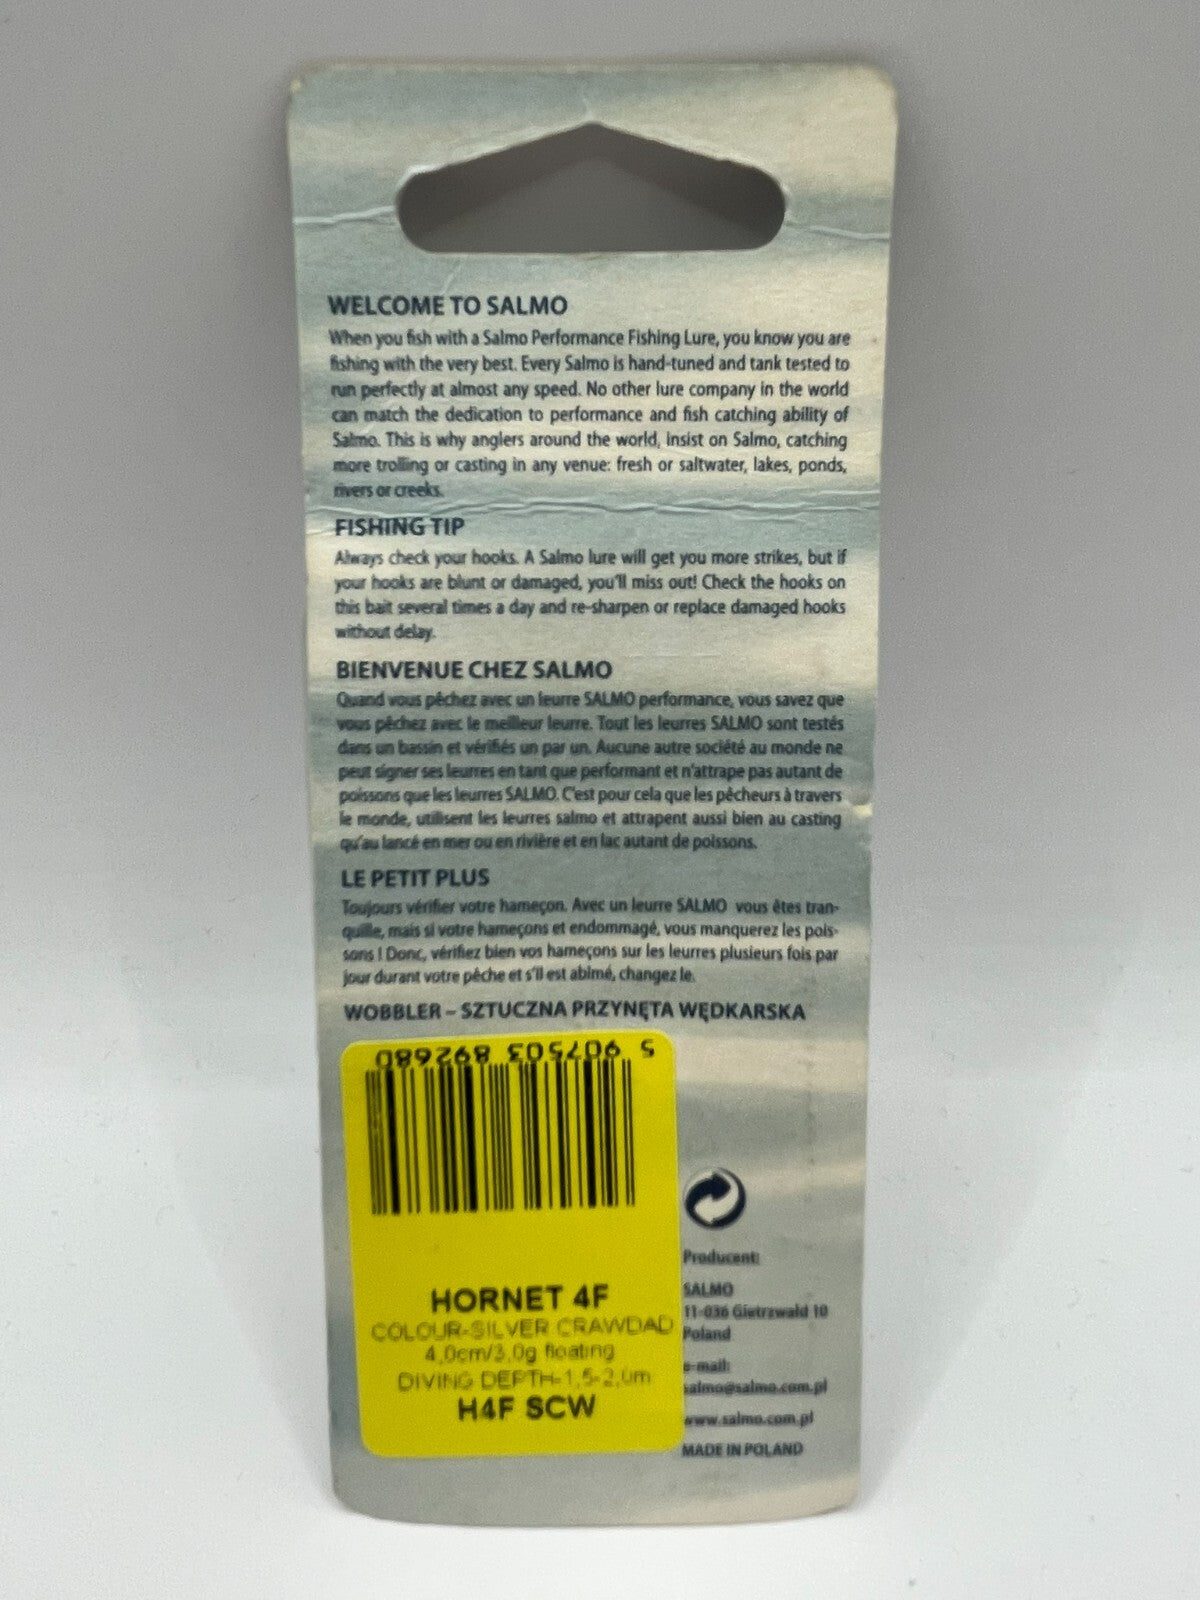 WELCOME TO SALMO
When you fish with a Salmo Performance Fishing Lure, you know you are
fishing with the very best. Every Salmo is hand-tuned and tank tested to
run perfectly at almost any speed. No other lure company in the world
can match the dedication to performance and fish catching ability of
Salmo. This is why anglers around the world, insist on Salmo, catching
more trolling or casting in any venue: fresh or saltwater, lakes, ponds,
rivers or creeks.
FISHING TIP
Always check your hooks. A Salmo lure will get you more strikes, but if
your hooks are blunt or damaged, you'll miss out! Check the hooks on
this bait several times a day and re-sharpen or replace damaged hooks
without delay.
BIENVENUE CHEZ SALMO
Quand vous pêchez avec un leurre SALMO performance, vous savez que
vous pêchez avec le meilleur leurre. Tout les leurres SALMO sont testés
dans un bassin et vérifiés un par un. Aucune autre société au monde ne
peut signer ses leurres en tant que performant et n'attrape pas autant de
poissons que les leurres SALMO. C'est pour cela que les pêcheurs à travers
le monde, utilisent les leurres salmo et attrapent aussi bien au casting
qu'au lancé en mer ou en rivière et en lac autant de poissons.
LE PETIT PLUS
Toujours vérifier votre hameçon. Avec un leurre SALMO vous êtes tran-
quille, mais si votre hameçons et endommagé, vous manquerez les pois-
sons ! Donc, vérifiez bien vos hameçons sur les leurres plusieurs fois par
jour durant votre pêche et s'il est abîmé, changez le.
WOBBLER – SZTUCZNA PRZYNĘTA WĘDKARSKA
5 907503 892680
HORNET 4F
COLOUR-SILVER CRAWDAD
4,0cm/3,0g floating
DIVING DEPTH=1,5-2,0m
H4F SCW
Producent:
SALMO
11-036 Gietrzwald 10
Poland
e-mail:
salmo@salmo.com.pl
www.salmo.com.pl
MADE IN POLAND